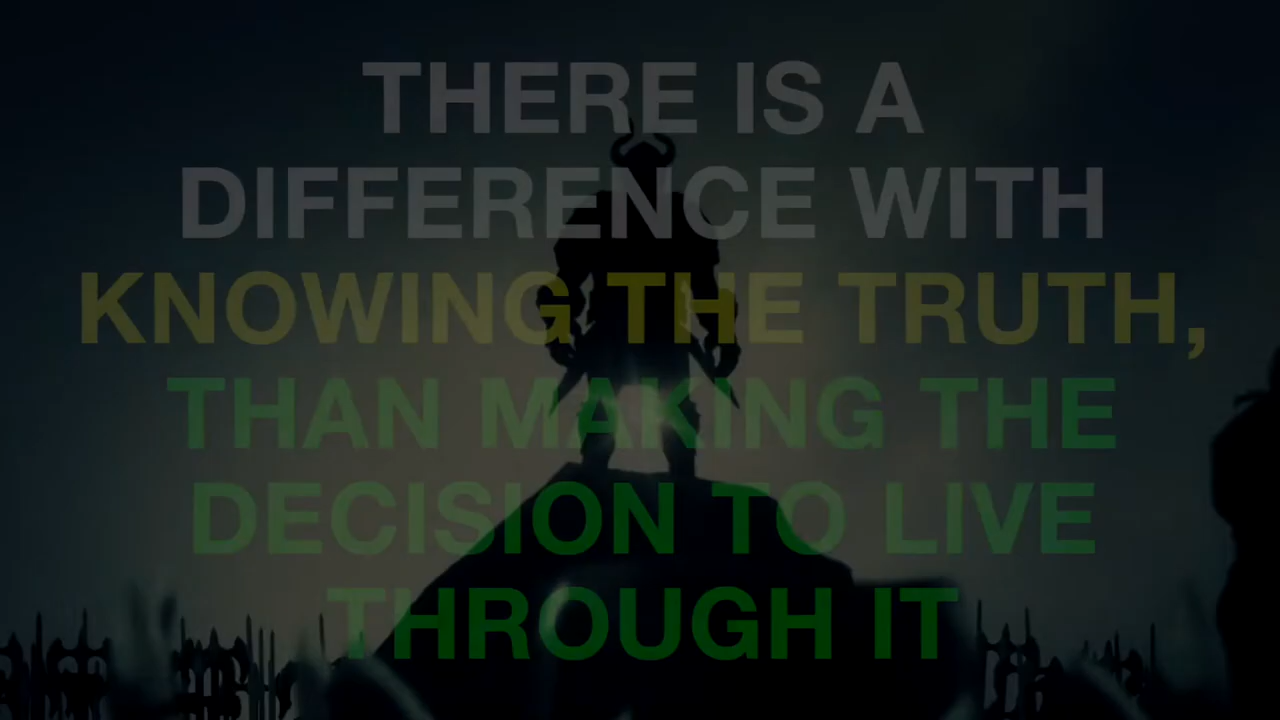 THERE IS A
DIFFERENCE WITH
KNOWING THE TRUTH,
THAN MAKING THE
DECISION TO LIVE
THROUGH IT